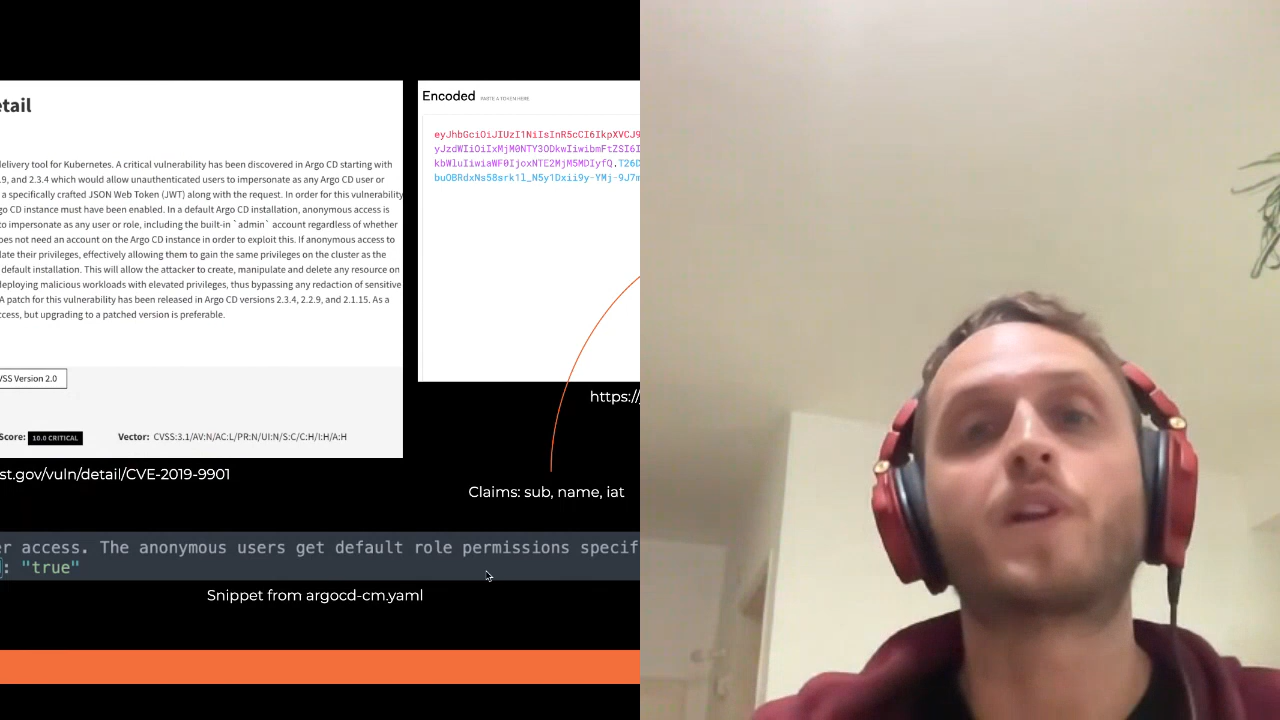 etail
elivery tool for Kubernetes. A critical vulnerability has been discovered in Argo CD starting with
.9, and 2.3.4 which would allow unauthenticated users to impersonate as any Argo CD user or
a specifically crafted JSON Web Token (JWT) along with the request. In order for this vulnerability
go CD instance must have been enabled. In a default Argo CD installation, anonymous access is
to impersonate as any user or role, including the built-in `admin` account regardless of whether
oes not need an account on the Argo CD instance in order to exploit this. If anonymous access to
late their privileges, effectively allowing them to gain the same privileges on the cluster as the
default installation. This will allow the attacker to create, manipulate and delete any resource on
deploying malicious workloads with elevated privileges, thus bypassing any redaction of sensitive
A patch for this vulnerability has been released in Argo CD versions 2.3.4, 2.2.9, and 2.1.15. As a
ccess, but upgrading to a patched version is preferable.
VSS Version 2.0
Score: 10.0 CRITICAL Vector: CVSS:3.1/AV:N/AC:L/PR:N/UI:N/S:C/C:H/I:H/A:H
st.gov/vuln/detail/CVE-2019-9901
Encoded PASTE A TOKEN HERE
eyJhbGciOiJIUzI1NiIsInR5cCI6IkpXVCJ9
yJzdWIiOiIxMjM0NTY3ODkwIiwibmFtZSI6I
kbWluIiwiaWF0IjoxNTE2MjM5MDIyfQ.T26D
buOBRdxNs58srk1l_N5y1Dxii9y-YMj-9J7m
https:/
Claims: sub, name, iat
er access. The anonymous users get default role permissions specif
: "true"
Snippet from argocd-cm.yaml